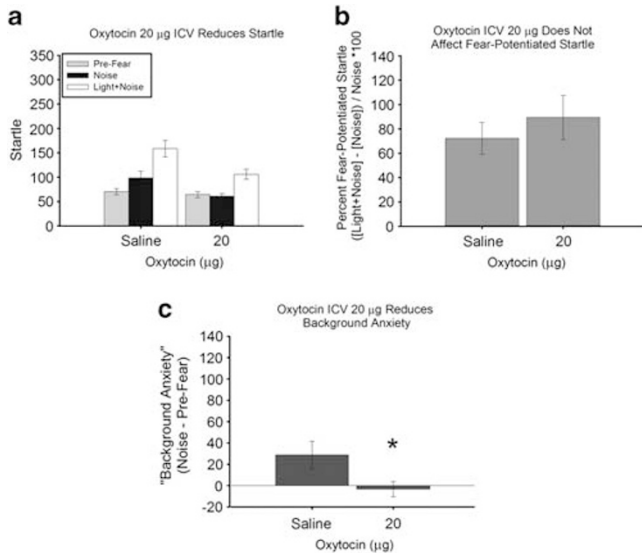 a
Oxytocin 20 µg ICV Reduces Startle
350
300
250
200
150
100
50
0
Startle
Pre-Fear
Noise
Light+Noise
Saline
20
Oxytocin (µg)
b
Oxytocin ICV 20 µg Does Not
Affect Fear-Potentiated Startle
140
120
100
80
60
40
20
0
Percent Fear-Potentiated Startle
([Light+Noise] - [Noise]) / Noise *100
Saline
20
Oxytocin (µg)
c
Oxytocin ICV 20 µg Reduces
Background Anxiety
140
120
100
80
60
40
20
0
-20
"Background Anxiety"
(Noise - Pre-Fear)
*
Saline
20
Oxytocin (µg)